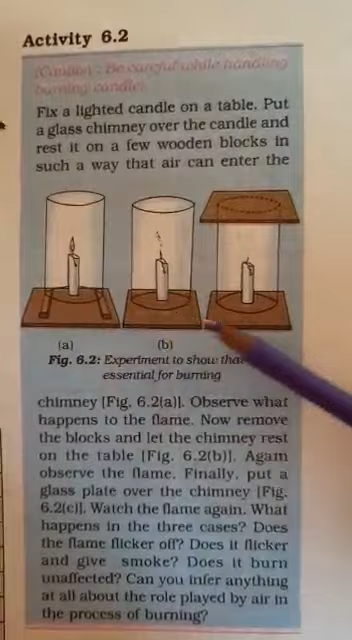 Activity 6.2
(Caution : Be careful while handling
burning candle).
Fix a lighted candle on a table. Put
a glass chimney over the candle and
rest it on a few wooden blocks in
such a way that air can enter the
(a)
(b)
Fig. 6.2: Experiment to show that
essential for burning
chimney [Fig. 6.2(a)]. Observe what
happens to the flame. Now remove
the blocks and let the chimney rest
on the table [Fig. 6.2(b)]. Again
observe the flame. Finally, put a
glass plate over the chimney [Fig.
6.2(c)]. Watch the flame again. What
happens in the three cases? Does
the flame flicker off? Does it flicker
and give smoke? Does it burn
unaffected? Can you infer anything
at all about the role played by air in
the process of burning?